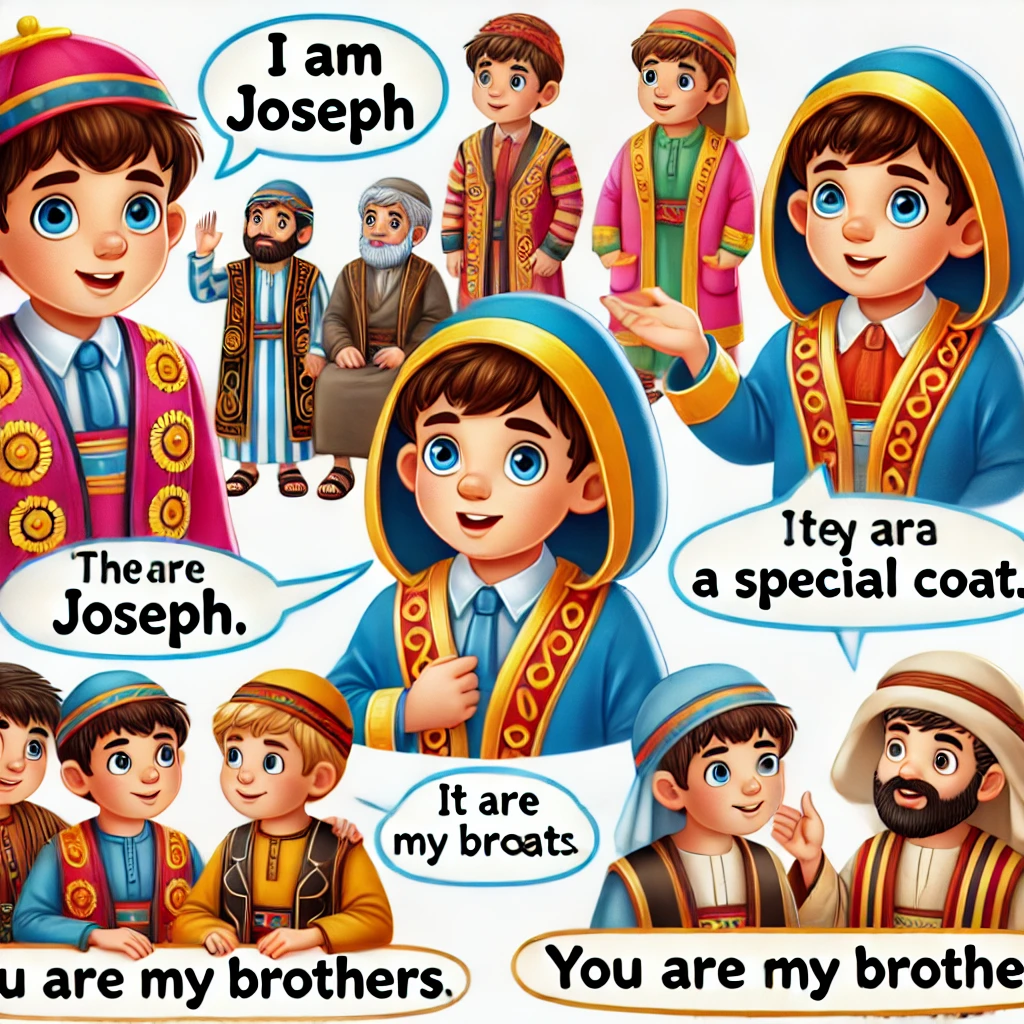 I am
Joseph
Theare
Joseph.
Itey ara
a special coat.
It are
my broats
u are my brothers.
You are my brothe